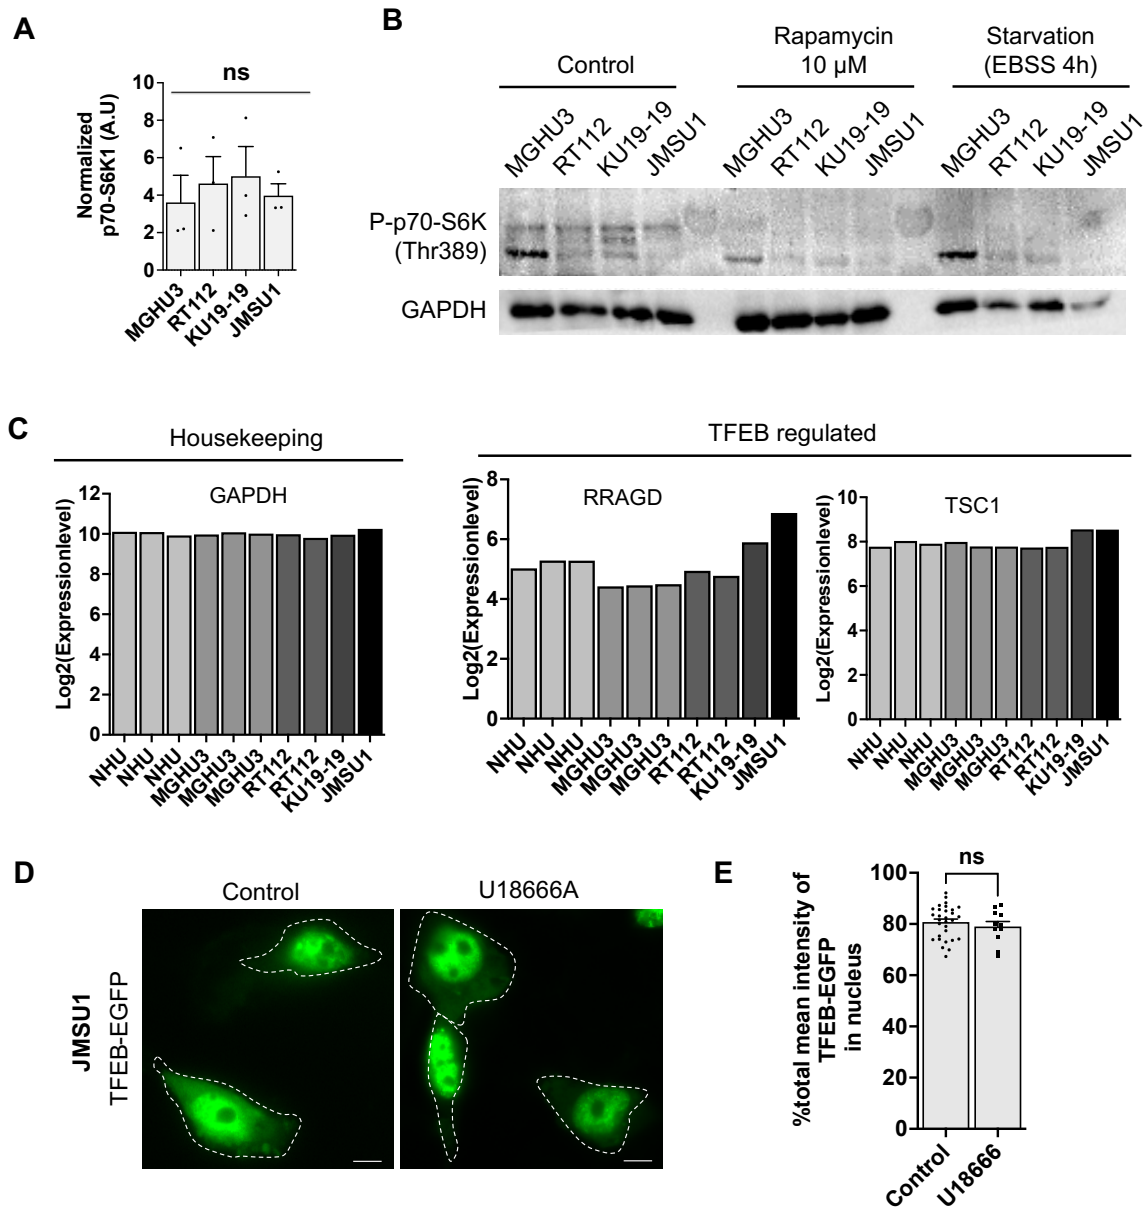 A
ns
Normalized
p70-S6K1 (A.U)
10
8
6
4
2
0
MGHU3
RT112
KU19-19
JMSU1
B
Control
Rapamycin
10 µM
Starvation
(EBSS 4h)
MGHU3
RT112
KU19-19
JMSU1
MGHU3
RT112
KU19-19
JMSU1
MGHU3
RT112
KU19-19
JMSU1
P-p70-S6K
(Thr389)
GAPDH
C
Housekeeping
TFEB regulated
GAPDH
Log2(Expressionlevel)
12
10
8
6
4
2
0
NHU
NHU
NHU
MGHU3
MGHU3
MGHU3
RT112
RT112
KU19-19
JMSU1
RRAGD
Log2(Expressionlevel)
8
6
4
2
0
NHU
NHU
NHU
MGHU3
MGHU3
MGHU3
RT112
RT112
KU19-19
JMSU1
TSC1
Log2(Expressionlevel)
10
8
6
4
2
0
NHU
NHU
NHU
MGHU3
MGHU3
MGHU3
RT112
RT112
KU19-19
JMSU1
D
Control
U18666A
JMSU1
TFEB-EGFP
E
ns
%total mean intensity of
TFEB-EGFP
in nucleus
100
80
60
40
20
0
Control
U18666